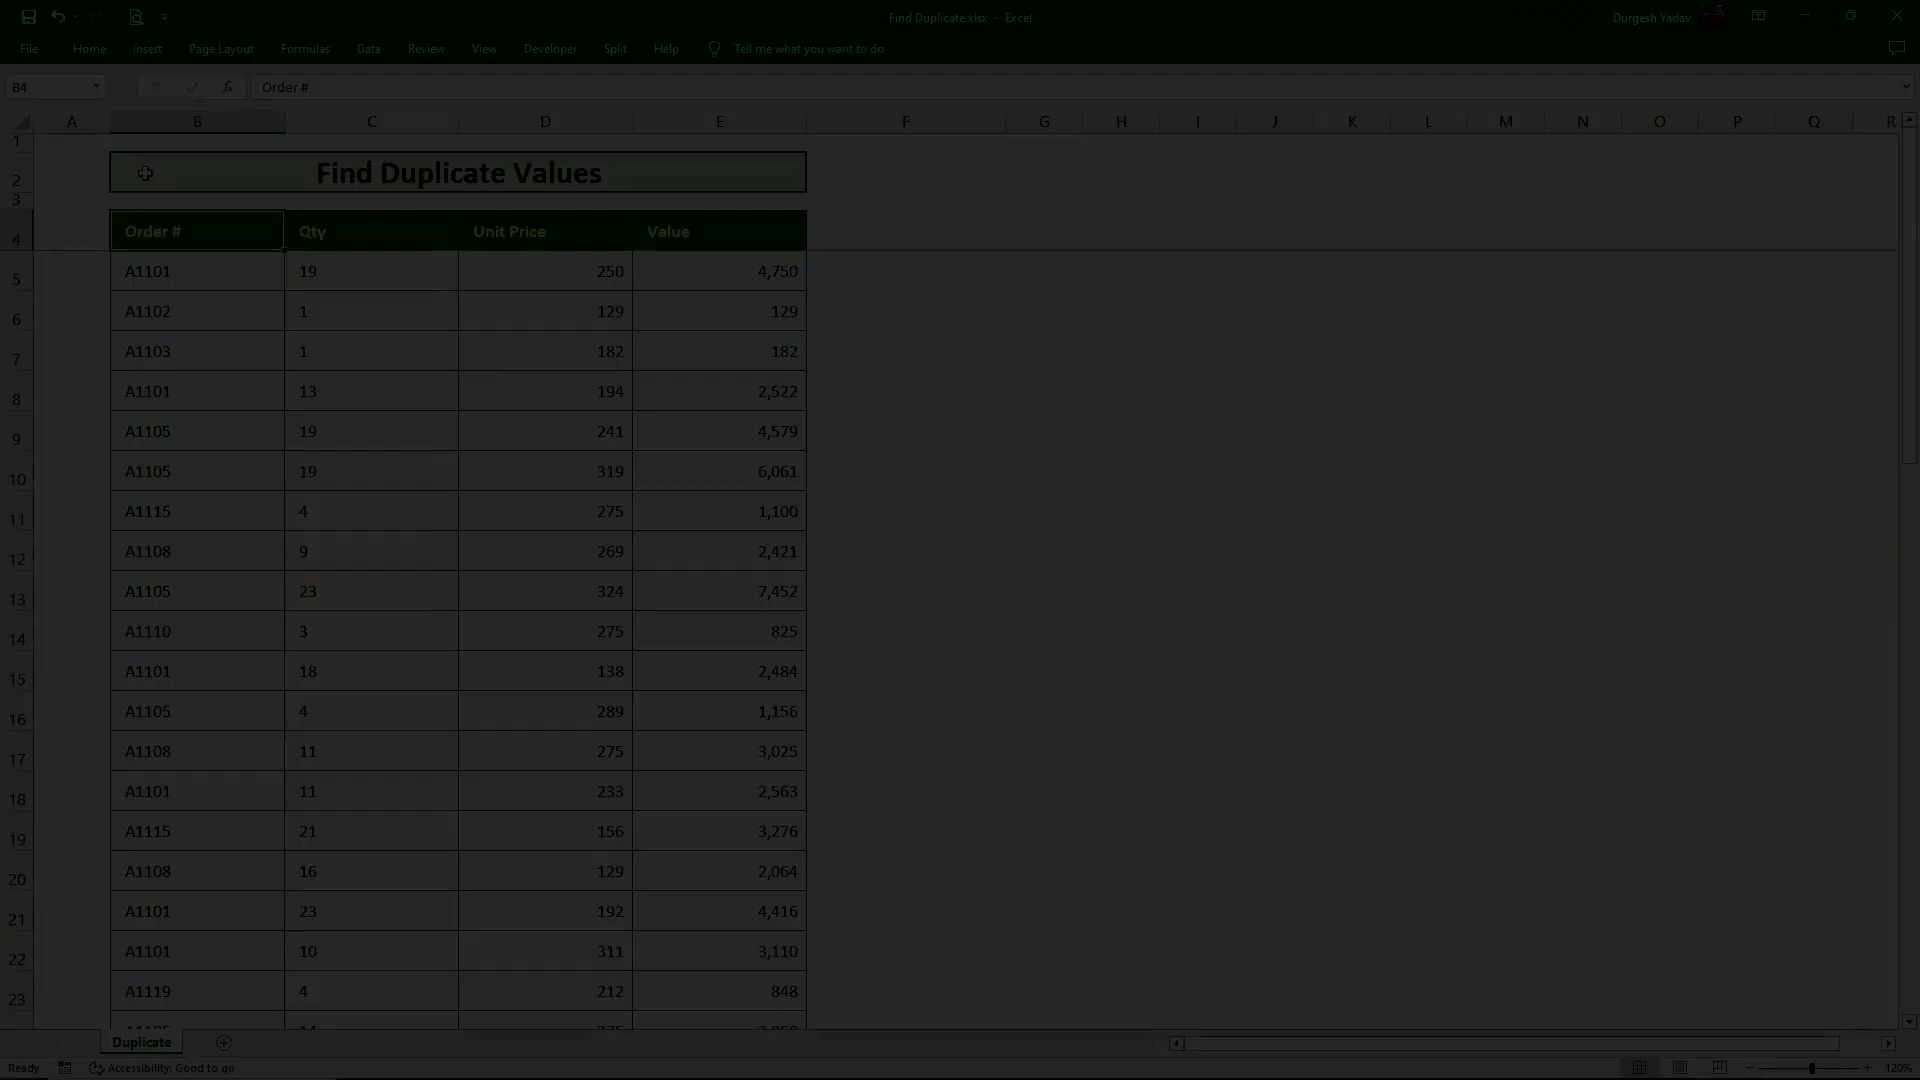 Find Duplicate.xlsx - Excel
Durgesh Yadav
File Home Insert Page Layout Formulas Data Review View Developer Split Help Tell me what you want to do
B4 fx Order #
A B C D E F G H I J K L M N O P Q R
1
2 Find Duplicate Values
3
4 Order # Qty Unit Price Value
5 A1101 19 250 4,750
6 A1102 1 129 129
7 A1103 1 182 182
8 A1101 13 194 2,522
9 A1105 19 241 4,579
10 A1105 19 319 6,061
11 A1115 4 275 1,100
12 A1108 9 269 2,421
13 A1105 23 324 7,452
14 A1110 3 275 825
15 A1101 18 138 2,484
16 A1105 4 289 1,156
17 A1108 11 275 3,025
18 A1101 11 233 2,563
19 A1115 21 156 3,276
20 A1108 16 129 2,064
21 A1101 23 192 4,416
22 A1101 10 311 3,110
23 A1119 4 212 848
Duplicate
Ready Accessibility: Good to go 120%